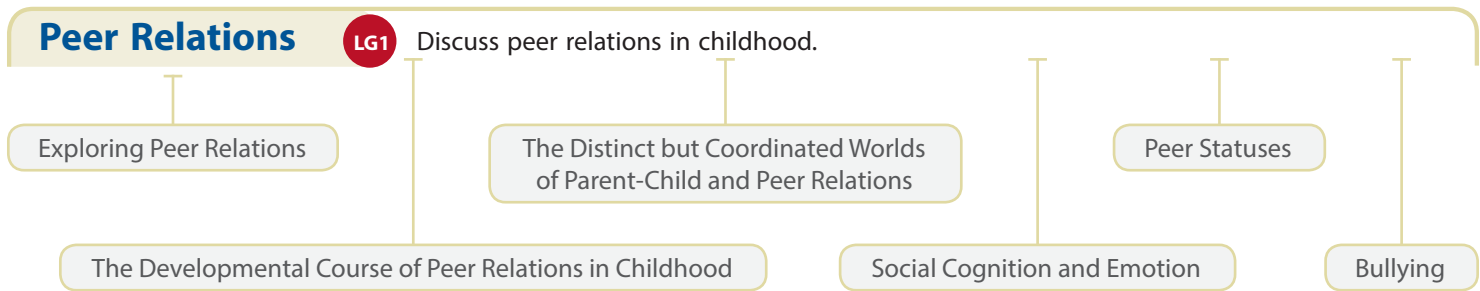 Peer Relations
LG1
Discuss peer relations in childhood.
Exploring Peer Relations
The Distinct but Coordinated Worlds
of Parent-Child and Peer Relations
Peer Statuses
The Developmental Course of Peer Relations in Childhood
Social Cognition and Emotion
Bullying